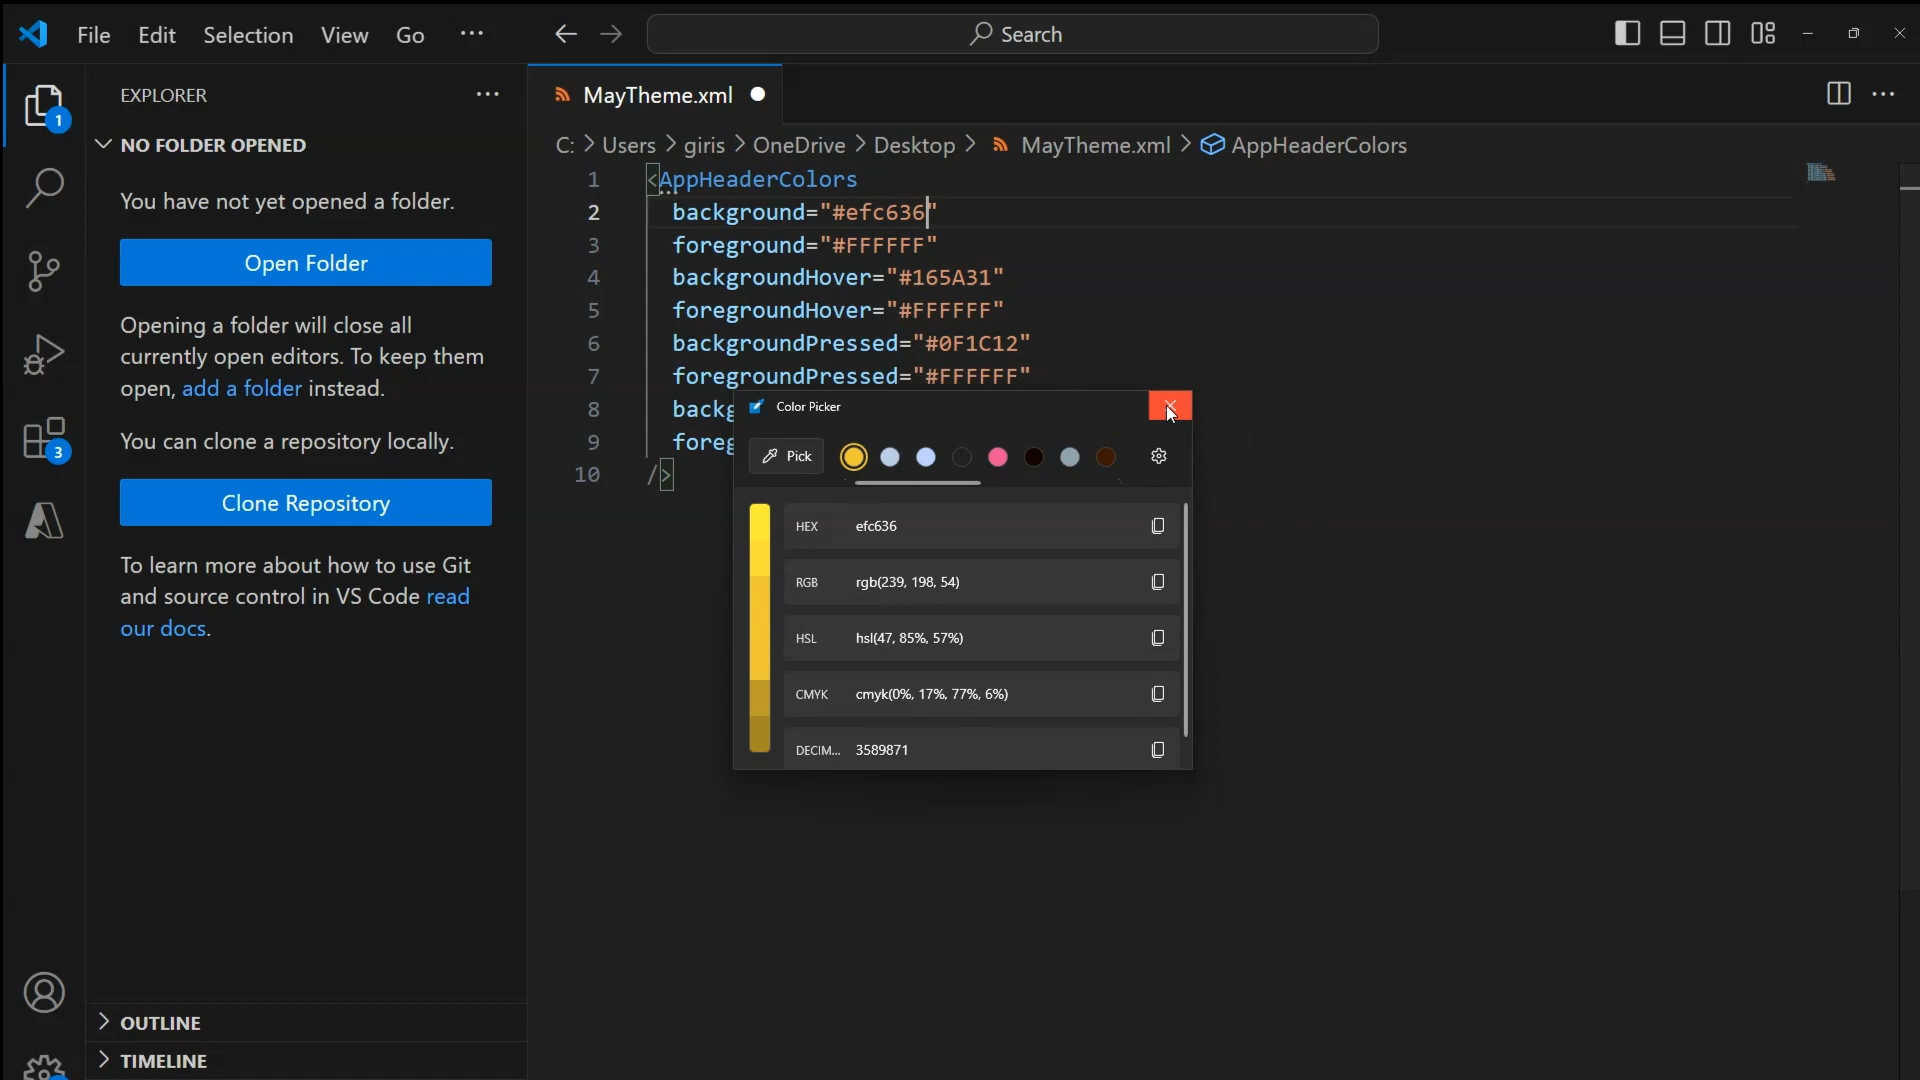 File Edit Selection View Go ···
Search
EXPLORER ···
MayTheme.xml
···
NO FOLDER OPENED
C: > Users > giris > OneDrive > Desktop > MayTheme.xml > AppHeaderColors
You have not yet opened a folder.
Open Folder
Opening a folder will close all
currently open editors. To keep them
open, add a folder instead.
You can clone a repository locally.
Clone Repository
To learn more about how to use Git
and source control in VS Code read
our docs.
OUTLINE
TIMELINE
1
3
1 <AppHeaderColors
2 background="#efc636"
3 foreground="#FFFFFF"
4 backgroundHover="#165A31"
5 foregroundHover="#FFFFFF"
6 backgroundPressed="#0F1C12"
7 foregroundPressed="#FFFFFF"
8 backg
9 foreg
10 />
Color Picker
Pick
HEX efc636
RGB rgb(239, 198, 54)
HSL hsl(47, 85%, 57%)
CMYK cmyk(0%, 17%, 77%, 6%)
DECIM... 3589871